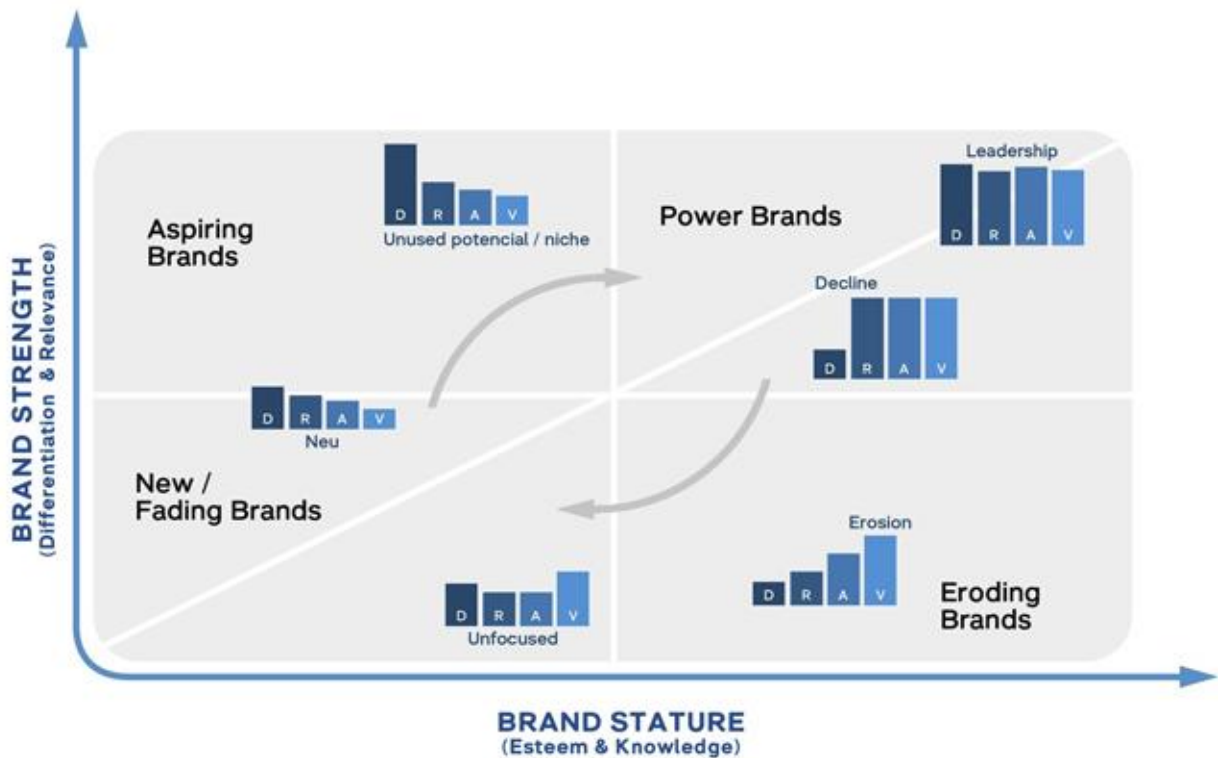 BRAND STRENGTH
(Differentiation & Relevance)
Aspiring
Brands
D R A V
Unused potencial / niche
Power Brands
Leadership
D R A V
Decline
D R A V
D R A V
Neu
New /
Fading Brands
D R A V
Unfocused
Erosion
D R A V
Eroding
Brands
BRAND STATURE
(Esteem & Knowledge)